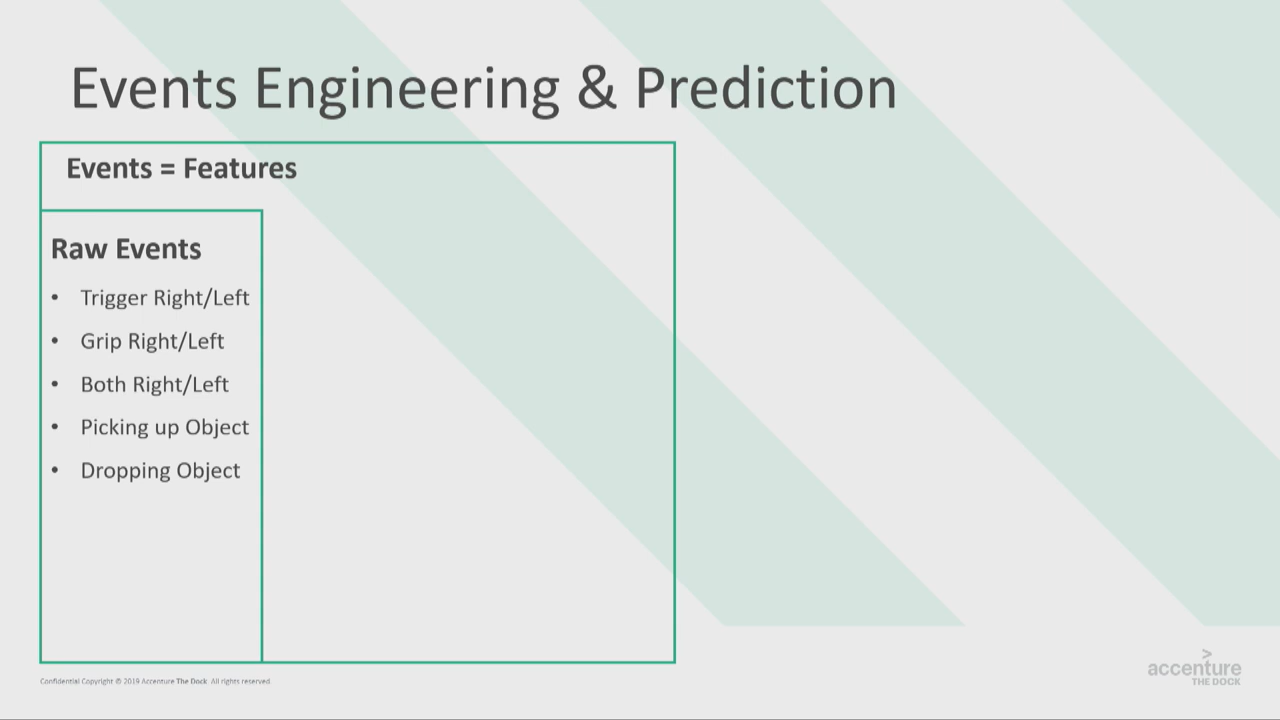 Events Engineering & Prediction
Events = Features
Raw Events
• Trigger Right/Left
• Grip Right/Left
• Both Right/Left
• Picking up Object
• Dropping Object
Confidential Copyright © 2019 Accenture The Dock All rights reserved.
>
accenture
THE DOCK